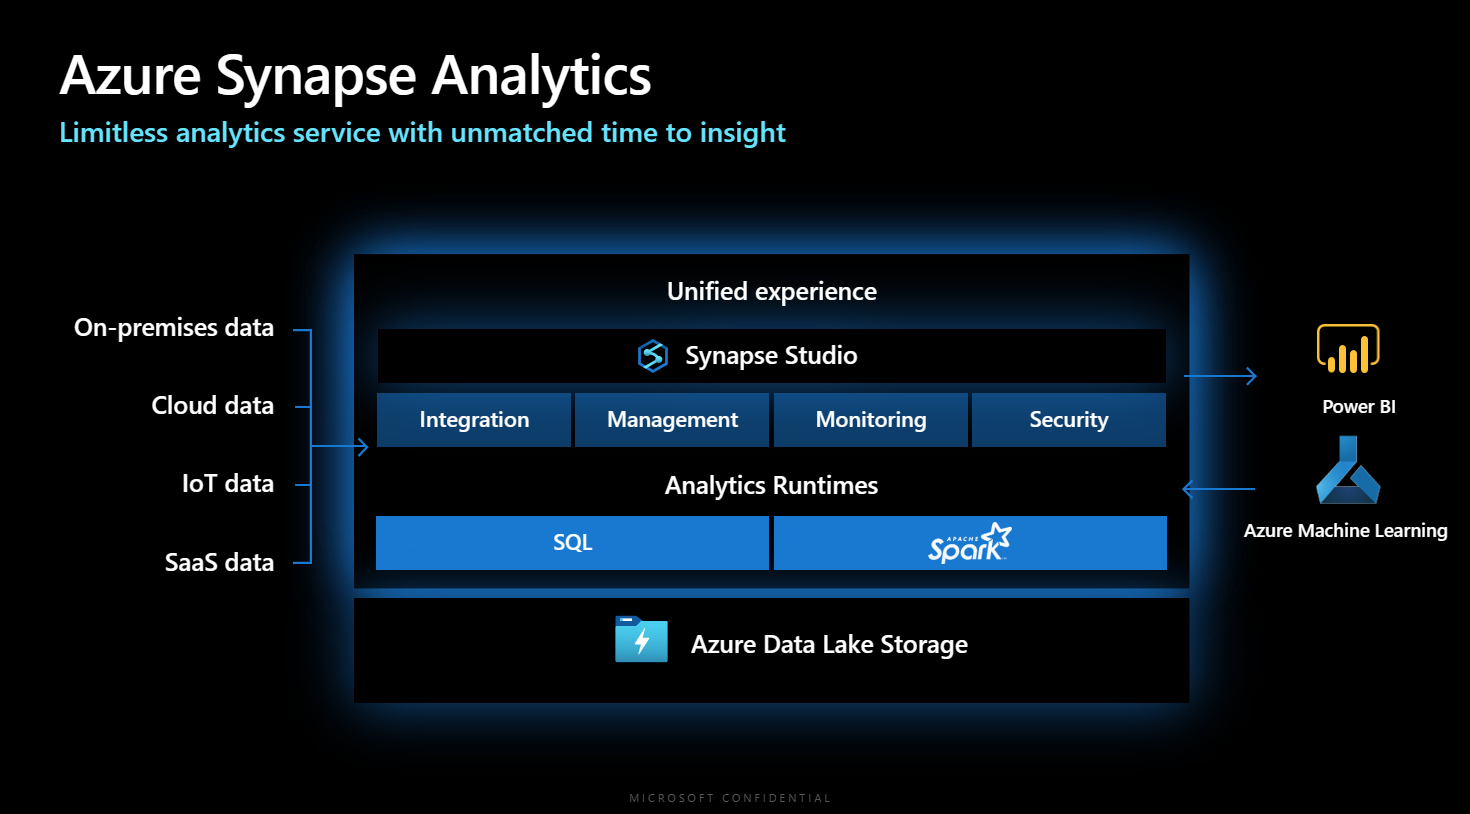 Azure Synapse Analytics
Limitless analytics service with unmatched time to insight
Unified experience
Synapse Studio
Integration
Management
Monitoring
Security
Analytics Runtimes
SQL
APACHE
Spark
Azure Data Lake Storage
On-premises data
Cloud data
IoT data
SaaS data
Power BI
Azure Machine Learning
MICROSOFT CONFIDENTIAL